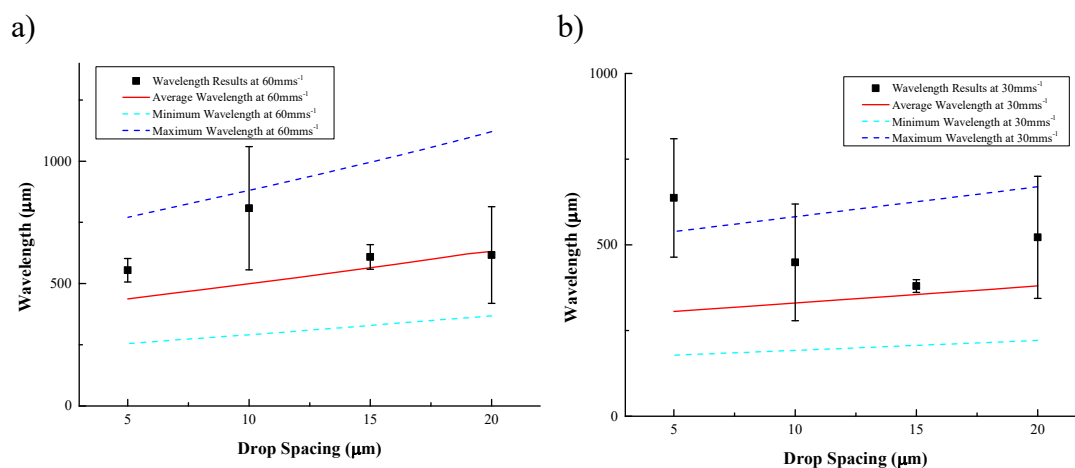 a)
Wavelength Results at 60mms⁻¹
Average Wavelength at 60mms⁻¹
Minimum Wavelength at 60mms⁻¹
Maximum Wavelength at 60mms⁻¹
1000
500
0
Wavelength (μm)
5 10 15 20
Drop Spacing (μm)
b)
Wavelength Results at 30mms⁻¹
Average Wavelength at 30mms⁻¹
Minimum Wavelength at 30mms⁻¹
Maximum Wavelength at 30mms⁻¹
1000
500
0
Wavelength (μm)
5 10 15 20
Drop Spacing (μm)